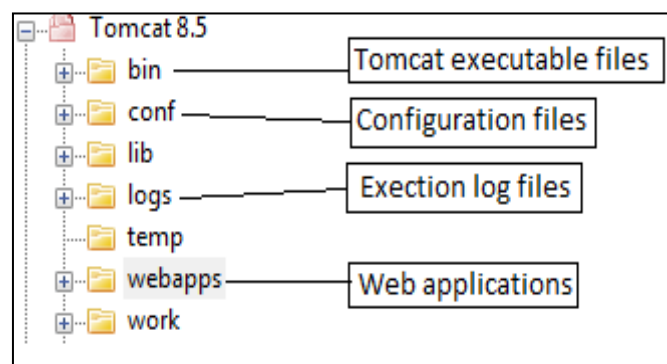 Tomcat 8.5
bin
Tomcat executable files
conf
Configuration files
lib
logs
Exection log files
temp
webapps
Web applications
work